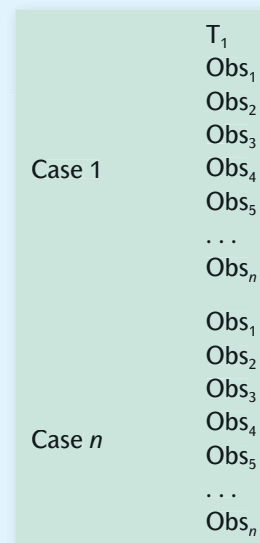 T₁
Obs₁
Obs₂
Obs₃
Case 1 Obs₄
Obs₅
. . .
Obsₙ
Obs₁
Obs₂
Obs₃
Obs₄
Case n Obs₅
. . .
Obsₙ